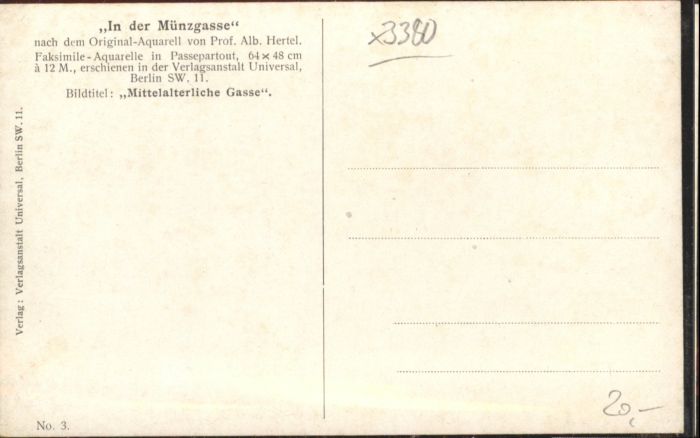 „In der Münzgasse“
nach dem Original-Aquarell von Prof. Alb. Hertel.
Faksimile-Aquarelle in Passepartout, 64×48 cm
à 12 M., erschienen in der Verlagsanstalt Universal,
Berlin SW. 11.
Bildtitel: „Mittelalterliche Gasse“.
x3380
Verlag: Verlagsanstalt Universal, Berlin SW. 11.
20,-
No. 3.